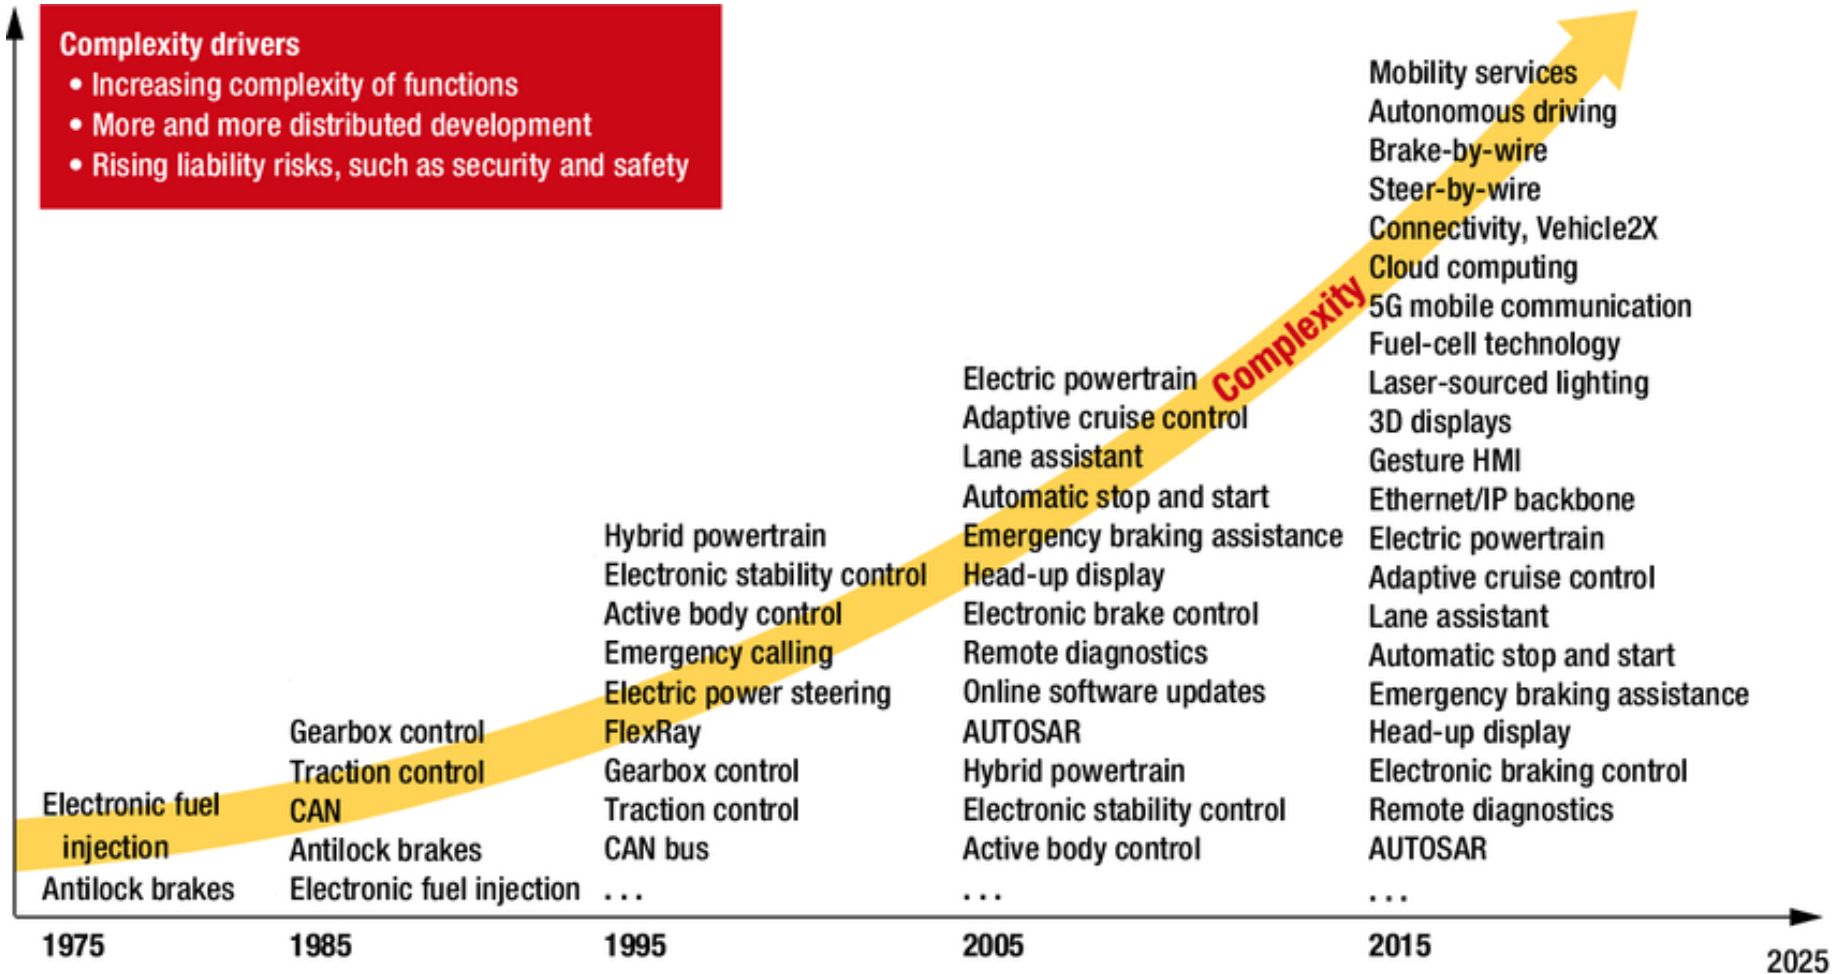 Complexity drivers
• Increasing complexity of functions
• More and more distributed development
• Rising liability risks, such as security and safety
Complexity
Electronic fuel
injection
Antilock brakes
1975
Gearbox control
Traction control
CAN
Antilock brakes
Electronic fuel injection
1985
Hybrid powertrain
Electronic stability control
Active body control
Emergency calling
Electric power steering
FlexRay
Gearbox control
Traction control
CAN bus
...
1995
Electric powertrain
Adaptive cruise control
Lane assistant
Automatic stop and start
Emergency braking assistance
Head-up display
Electronic brake control
Remote diagnostics
Online software updates
AUTOSAR
Hybrid powertrain
Electronic stability control
Active body control
...
2005
Mobility services
Autonomous driving
Brake-by-wire
Steer-by-wire
Connectivity, Vehicle2X
Cloud computing
5G mobile communication
Fuel-cell technology
Laser-sourced lighting
3D displays
Gesture HMI
Ethernet/IP backbone
Electric powertrain
Adaptive cruise control
Lane assistant
Automatic stop and start
Emergency braking assistance
Head-up display
Electronic braking control
Remote diagnostics
AUTOSAR
...
2015
2025